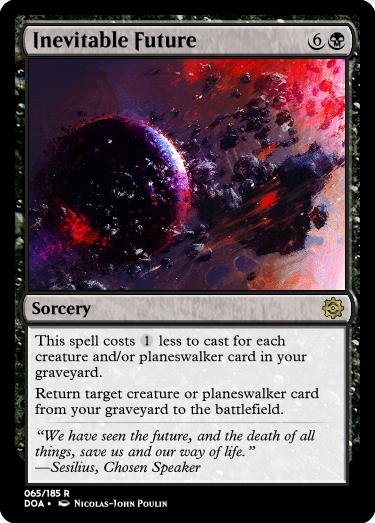 Inevitable Future 6
Sorcery
This spell costs 1 less to cast for each
creature and/or planeswalker card in your
graveyard.
Return target creature or planeswalker card
from your graveyard to the battlefield.
“We have seen the future, and the death of all
things, save us and our way of life.”
—Sesilius, Chosen Speaker
065/185 R
DOA • Nicolas-John Poulin